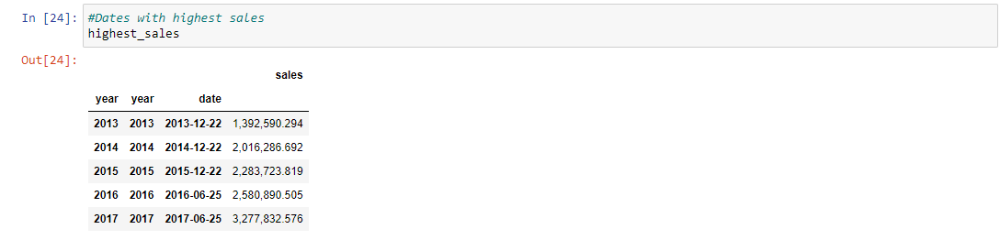 In [24]: #Dates with highest sales
highest_sales
Out[24]:
sales
year year date
2013 2013 2013-12-22 1,392,590.294
2014 2014 2014-12-22 2,016,286.692
2015 2015 2015-12-22 2,283,723.819
2016 2016 2016-06-25 2,580,890.505
2017 2017 2017-06-25 3,277,832.576